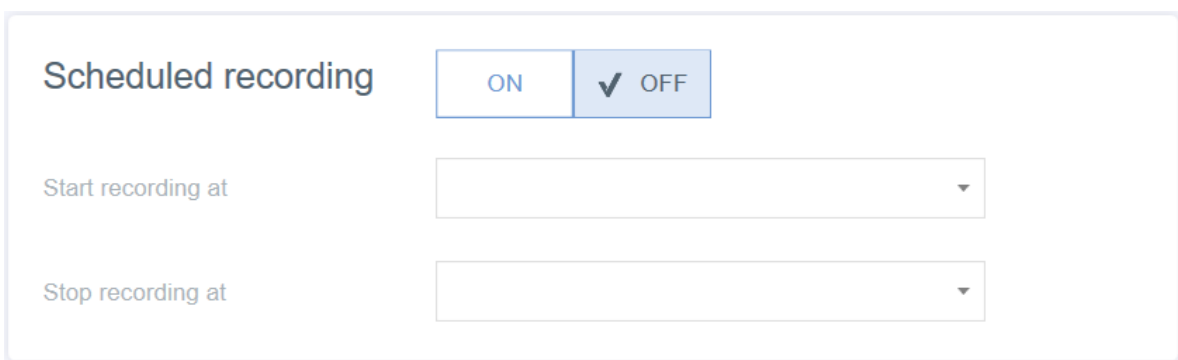 Scheduled recording ON OFF
Start recording at
Stop recording at